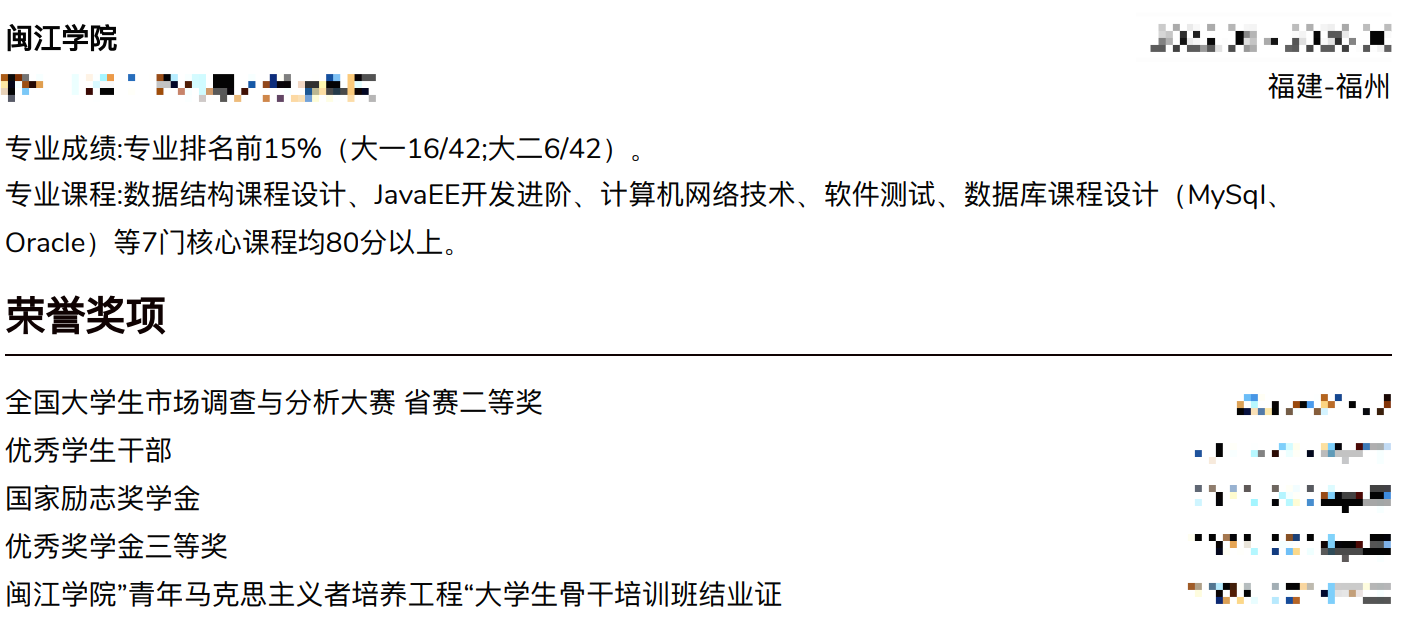 闽江学院
福建-福州
专业成绩:专业排名前15%（大一16/42;大二6/42）。
专业课程:数据结构课程设计、JavaEE开发进阶、计算机网络技术、软件测试、数据库课程设计（MySql、
Oracle）等7门核心课程均80分以上。
荣誉奖项
全国大学生市场调查与分析大赛 省赛二等奖
优秀学生干部
国家励志奖学金
优秀奖学金三等奖
闽江学院”青年马克思主义者培养工程“大学生骨干培训班结业证